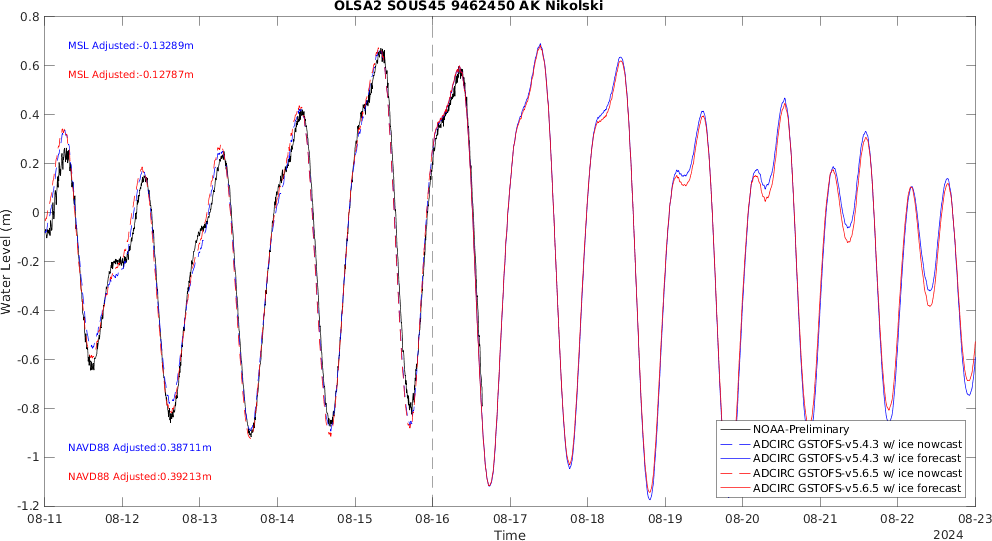 OLSA2 SOUS45 9462450 AK Nikolski
0.8
0.6
0.4
0.2
0
-0.2
-0.4
-0.6
-0.8
-1
-1.2
Water Level (m)
MSL Adjusted:-0.13289m
MSL Adjusted:-0.12787m
NAVD88 Adjusted:0.38711m
NAVD88 Adjusted:0.39213m
NOAA-Preliminary
ADCIRC GSTOFS-v5.4.3 w/ ice nowcast
ADCIRC GSTOFS-v5.4.3 w/ ice forecast
ADCIRC GSTOFS-v5.6.5 w/ ice nowcast
ADCIRC GSTOFS-v5.6.5 w/ ice forecast
08-11 08-12 08-13 08-14 08-15 08-16 08-17 08-18 08-19 08-20 08-21 08-22 08-23
Time
2024